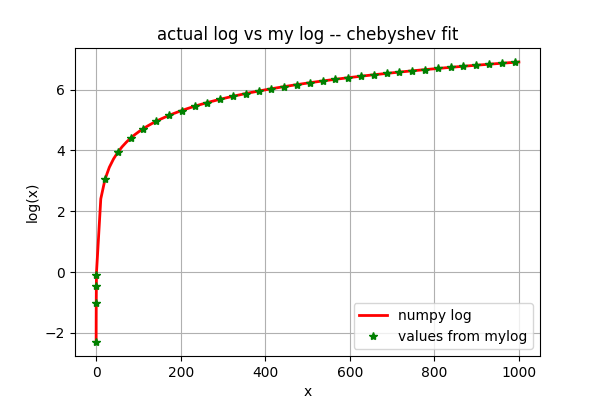 actual log vs my log -- chebyshev fit
log(x)
6
4
2
0
−2
numpy log
values from mylog
0 200 400 600 800 1000
x